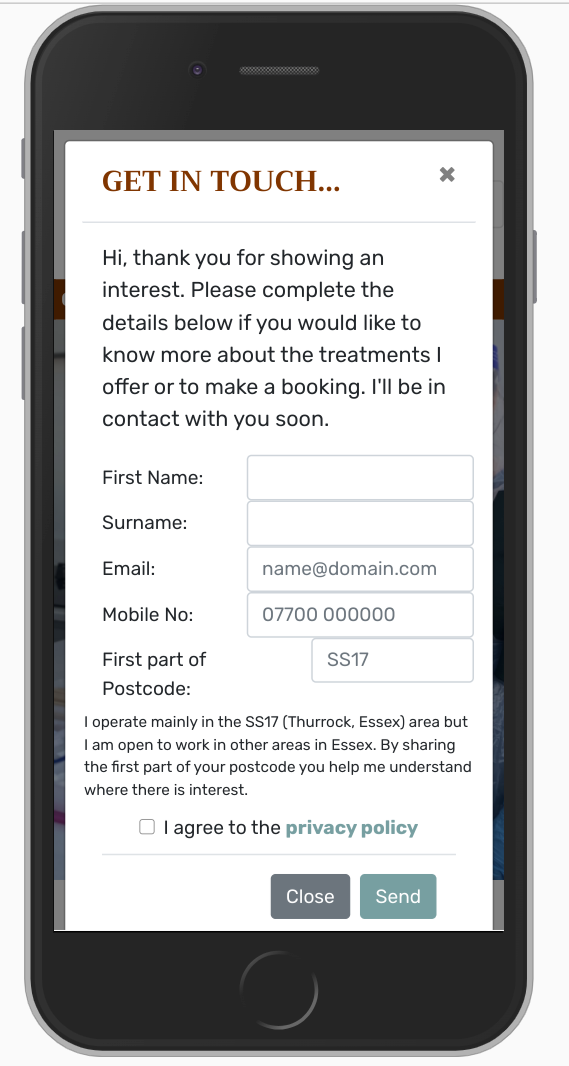 GET IN TOUCH...
✖
Hi, thank you for showing an
interest. Please complete the
details below if you would like to
know more about the treatments I
offer or to make a booking. I'll be in
contact with you soon.
First Name:
Surname:
Email: name@domain.com
Mobile No: 07700 000000
First part of
Postcode: SS17
I operate mainly in the SS17 (Thurrock, Essex) area but
I am open to work in other areas in Essex. By sharing
the first part of your postcode you help me understand
where there is interest.
I agree to the privacy policy
Close Send